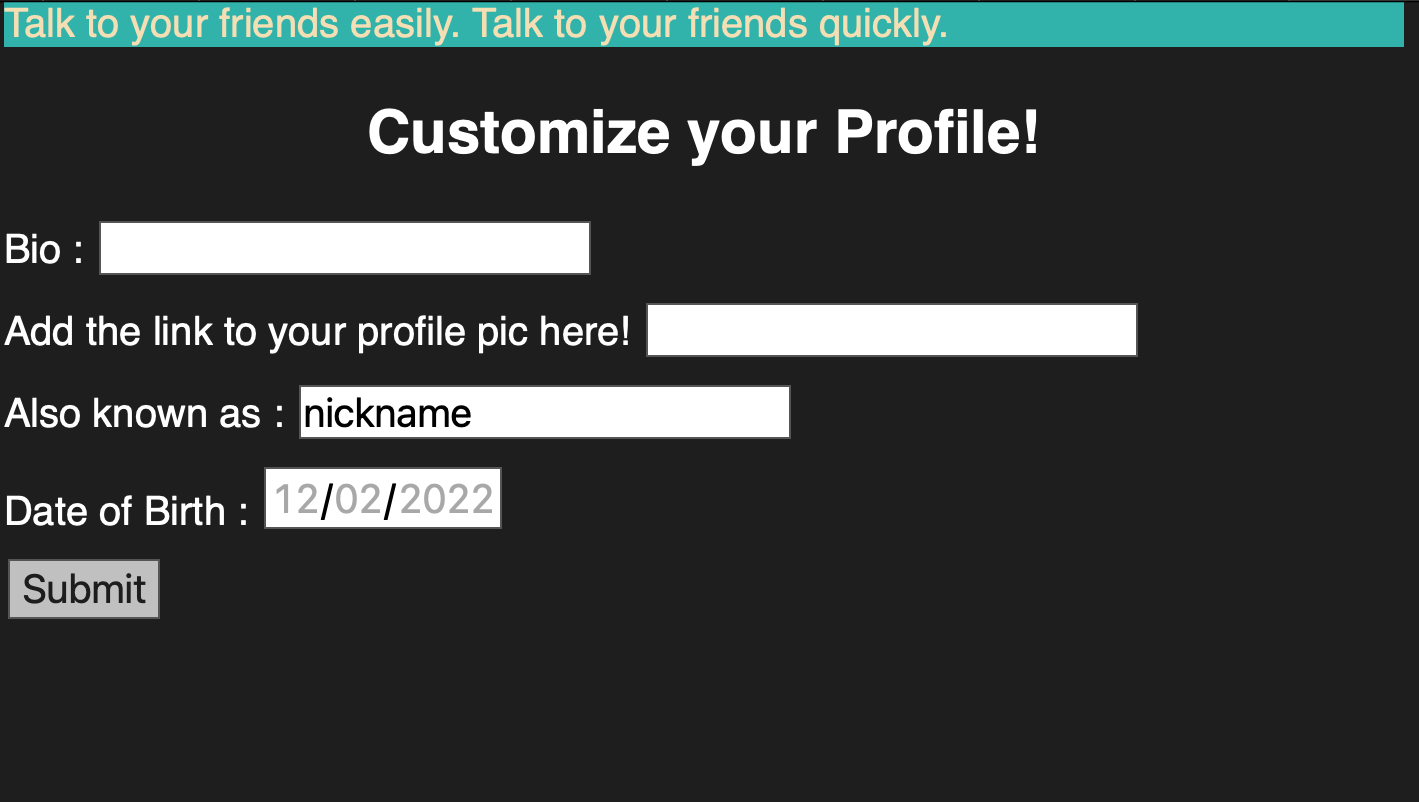 Talk to your friends easily. Talk to your friends quickly.
Customize your Profile!
Bio :
Add the link to your profile pic here!
Also known as : nickname
Date of Birth : 12/02/2022
Submit